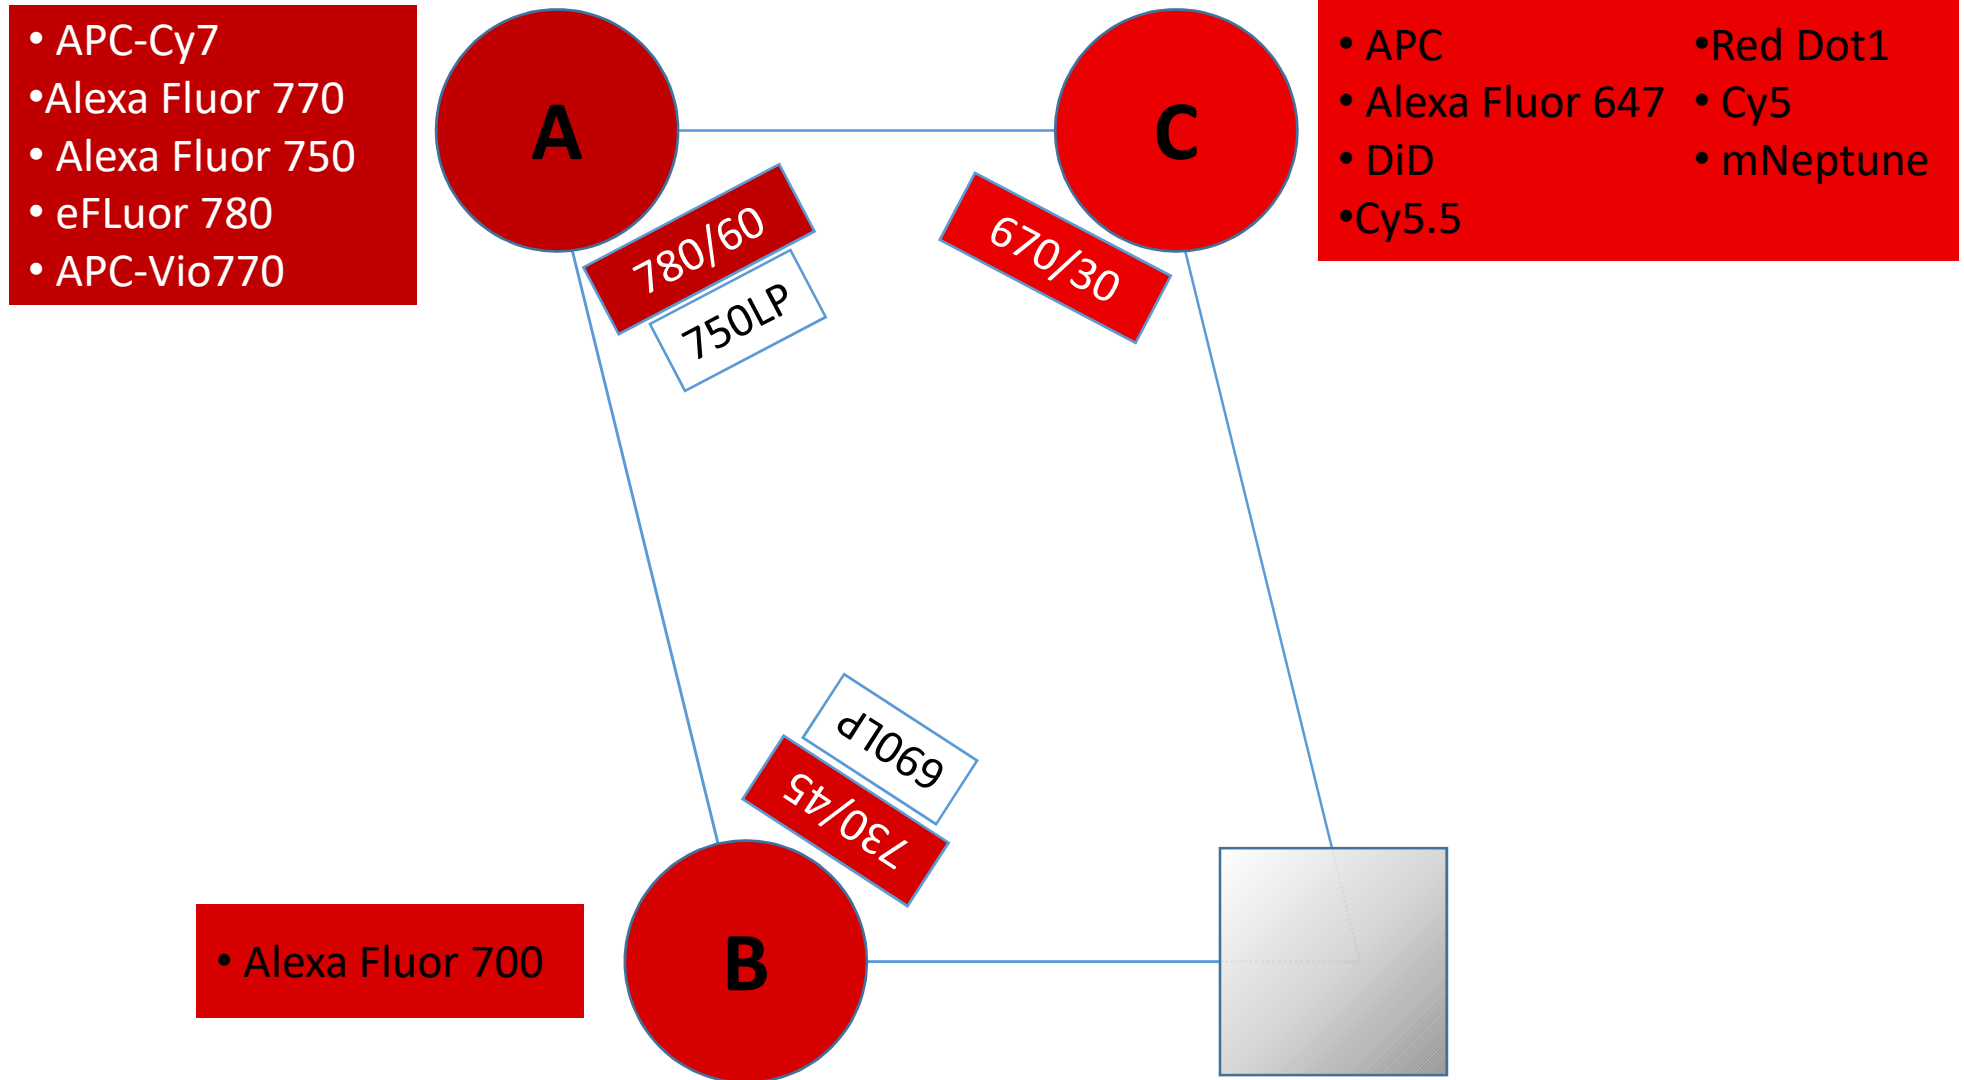 • APC-Cy7
•Alexa Fluor 770
• Alexa Fluor 750
• eFLuor 780
• APC-Vio770
A
C
• APC
• Alexa Fluor 647
• DiD
•Cy5.5
•Red Dot1
• Cy5
• mNeptune
780/60
750LP
670/30
690LP
730/45
• Alexa Fluor 700
B